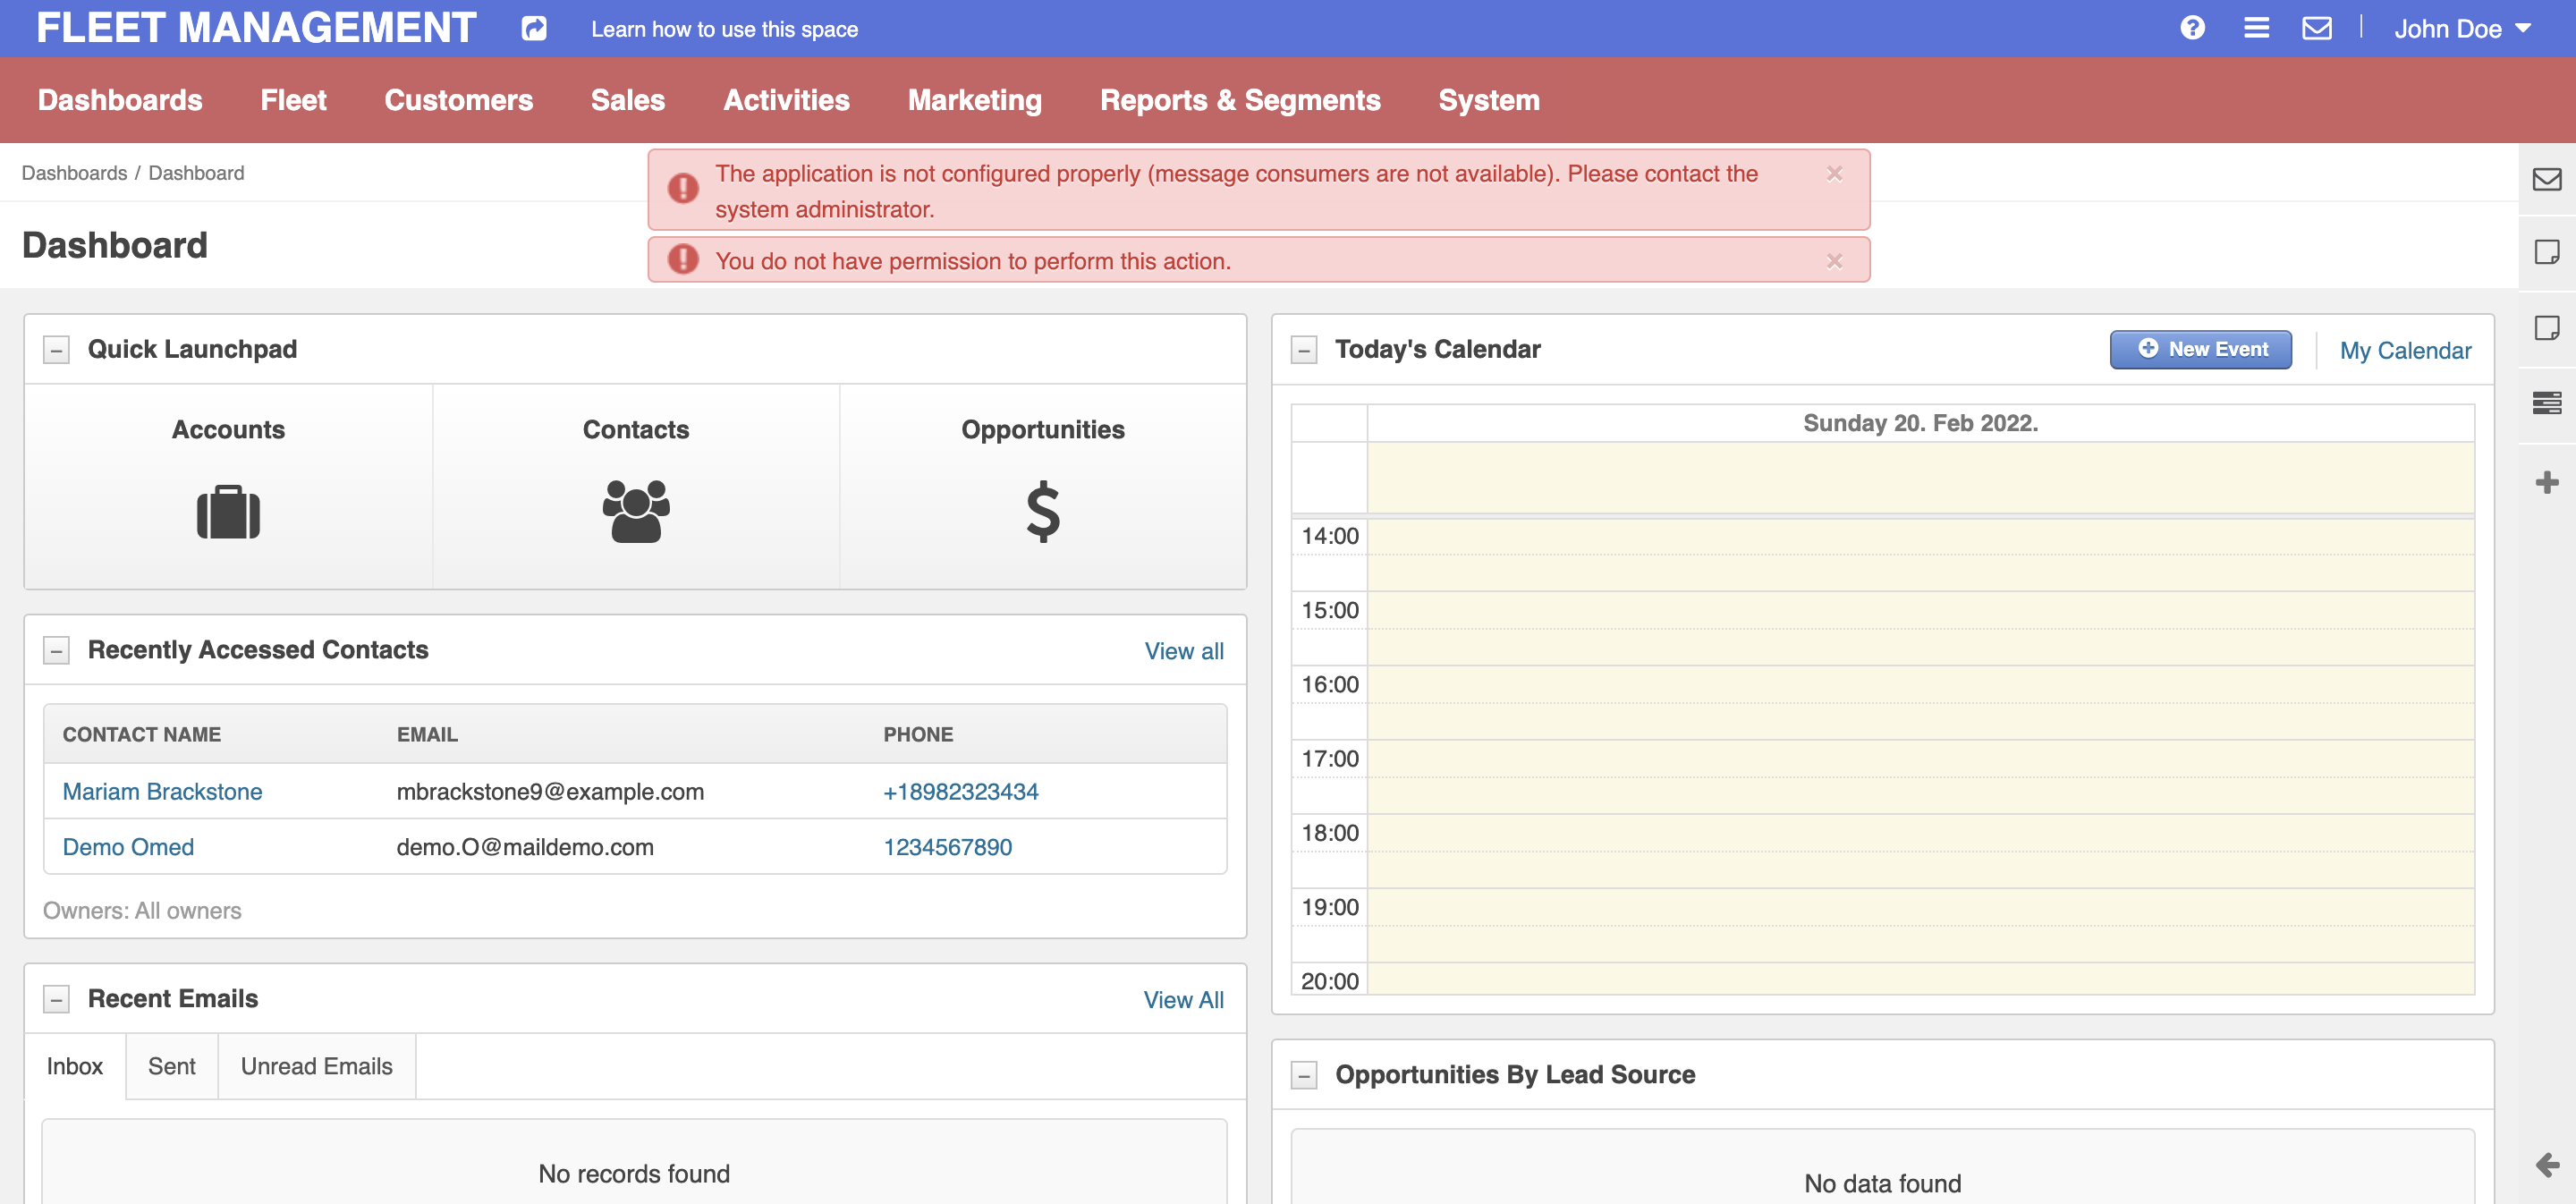 FLEET MANAGEMENT
Learn how to use this space
John Doe
Dashboards Fleet Customers Sales Activities Marketing Reports & Segments System
Dashboards / Dashboard
The application is not configured properly (message consumers are not available). Please contact the
system administrator.
You do not have permission to perform this action.
Dashboard
Quick Launchpad
Accounts Contacts Opportunities
Recently Accessed Contacts View all
CONTACT NAME EMAIL PHONE
Mariam Brackstone mbrackstone9@example.com +18982323434
Demo Omed demo.O@maildemo.com 1234567890
Owners: All owners
Recent Emails View All
Inbox Sent Unread Emails
No records found
Today's Calendar New Event My Calendar
Sunday 20. Feb 2022.
14:00
15:00
16:00
17:00
18:00
19:00
20:00
Opportunities By Lead Source
No data found